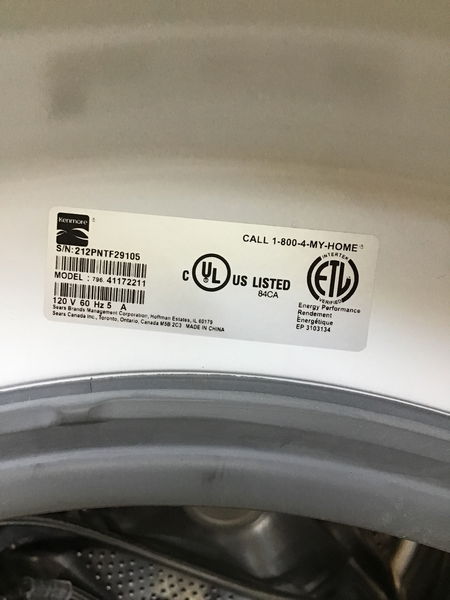 Kenmore®
S/N: 212PNTF29105
MODEL : 796. 41172211
120 V 60 Hz 5 A
Sears Brands Management Corporation, Hoffman Estates, IL 60179
Sears Canada Inc., Toronto, Ontario, Canada M5B 2C3 MADE IN CHINA
CALL 1-800-4-MY-HOME®
C UL US LISTED
84CA
INTERTEK
ETL
VERIFIED
Energy Performance
Rendement
Énergétique
EP 3103134